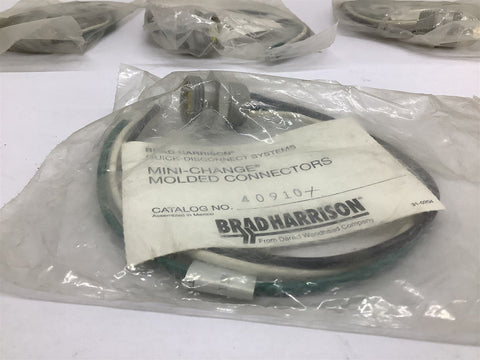 BRAD HARRISON®
QUICK-DISCONNECT SYSTEMS
MINI-CHANGE®
MOLDED CONNECTORS
CATALOG NO. 40910
Assembled in Mexico
BRAD HARRISON®
From Daniel Woodhead Company